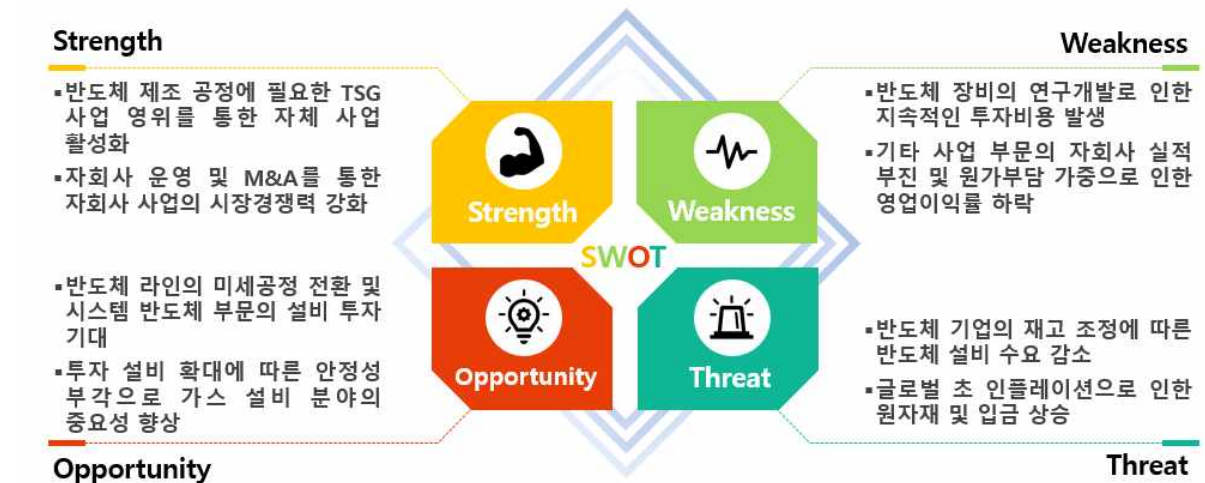 Strength
▪반도체 제조 공정에 필요한 TSG
사업 영위를 통한 자체 사업
활성화
▪자회사 운영 및 M&A를 통한
자회사 사업의 시장경쟁력 강화
Weakness
▪반도체 장비의 연구개발로 인한
지속적인 투자비용 발생
▪기타 사업 부문의 자회사 실적
부진 및 원가부담 가중으로 인한
영업이익률 하락
Strength
Weakness
SWOT
Opportunity
Threat
▪반도체 라인의 미세공정 전환 및
시스템 반도체 부문의 설비 투자
기대
▪투자 설비 확대에 따른 안정성
부각으로 가스 설비 분야의
중요성 향상
Opportunity
▪반도체 기업의 재고 조정에 따른
반도체 설비 수요 감소
▪글로벌 초 인플레이션으로 인한
원자재 및 입금 상승
Threat